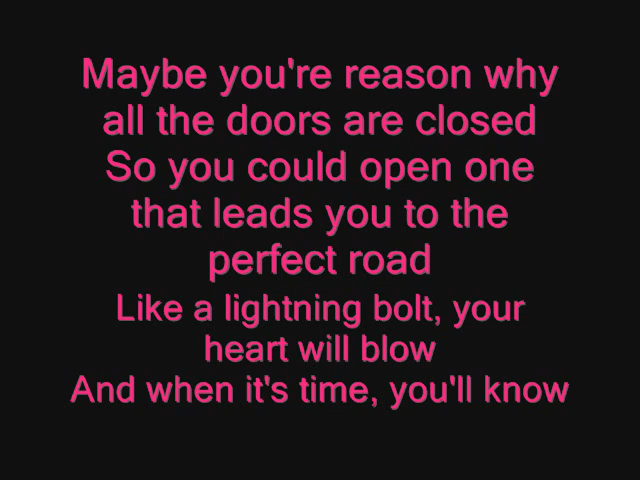 Maybe you're reason why
all the doors are closed
So you could open one
that leads you to the
perfect road
Like a lightning bolt, your
heart will blow
And when it's time, you'll know